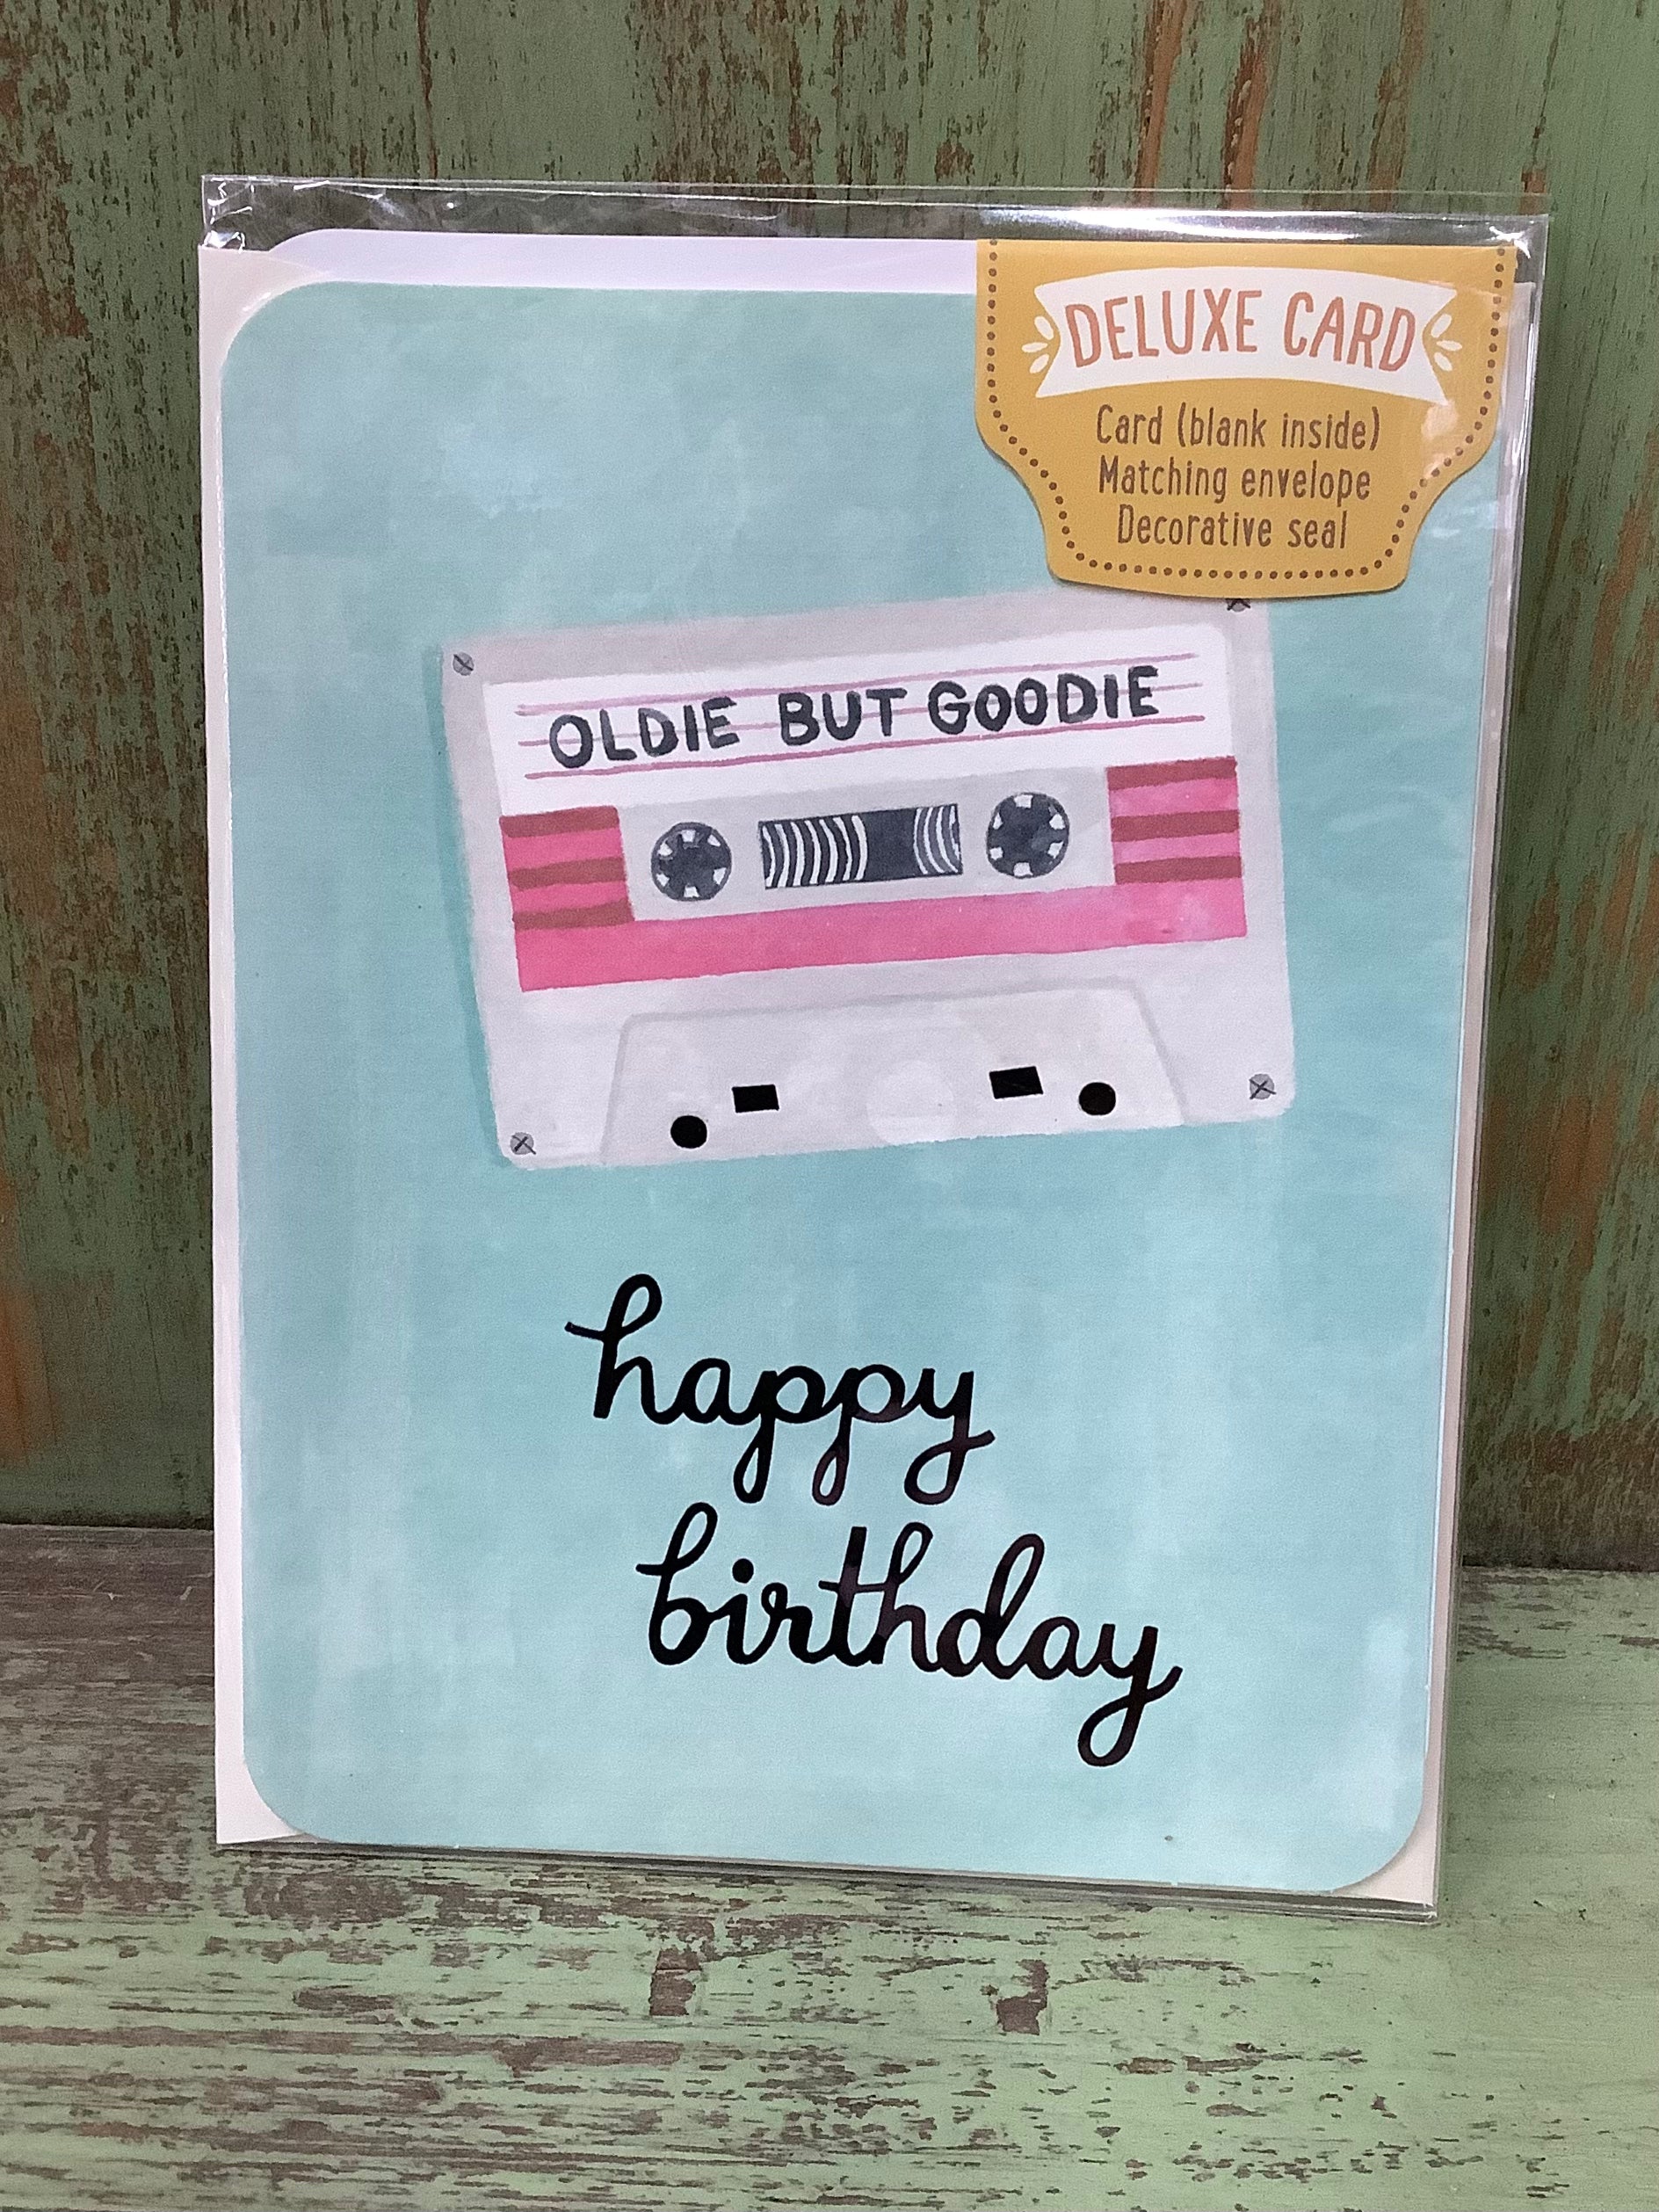 DELUXE CARD
Card (blank inside)
Matching envelope
Decorative seal
OLDIE BUT GOODIE
happy
birthday